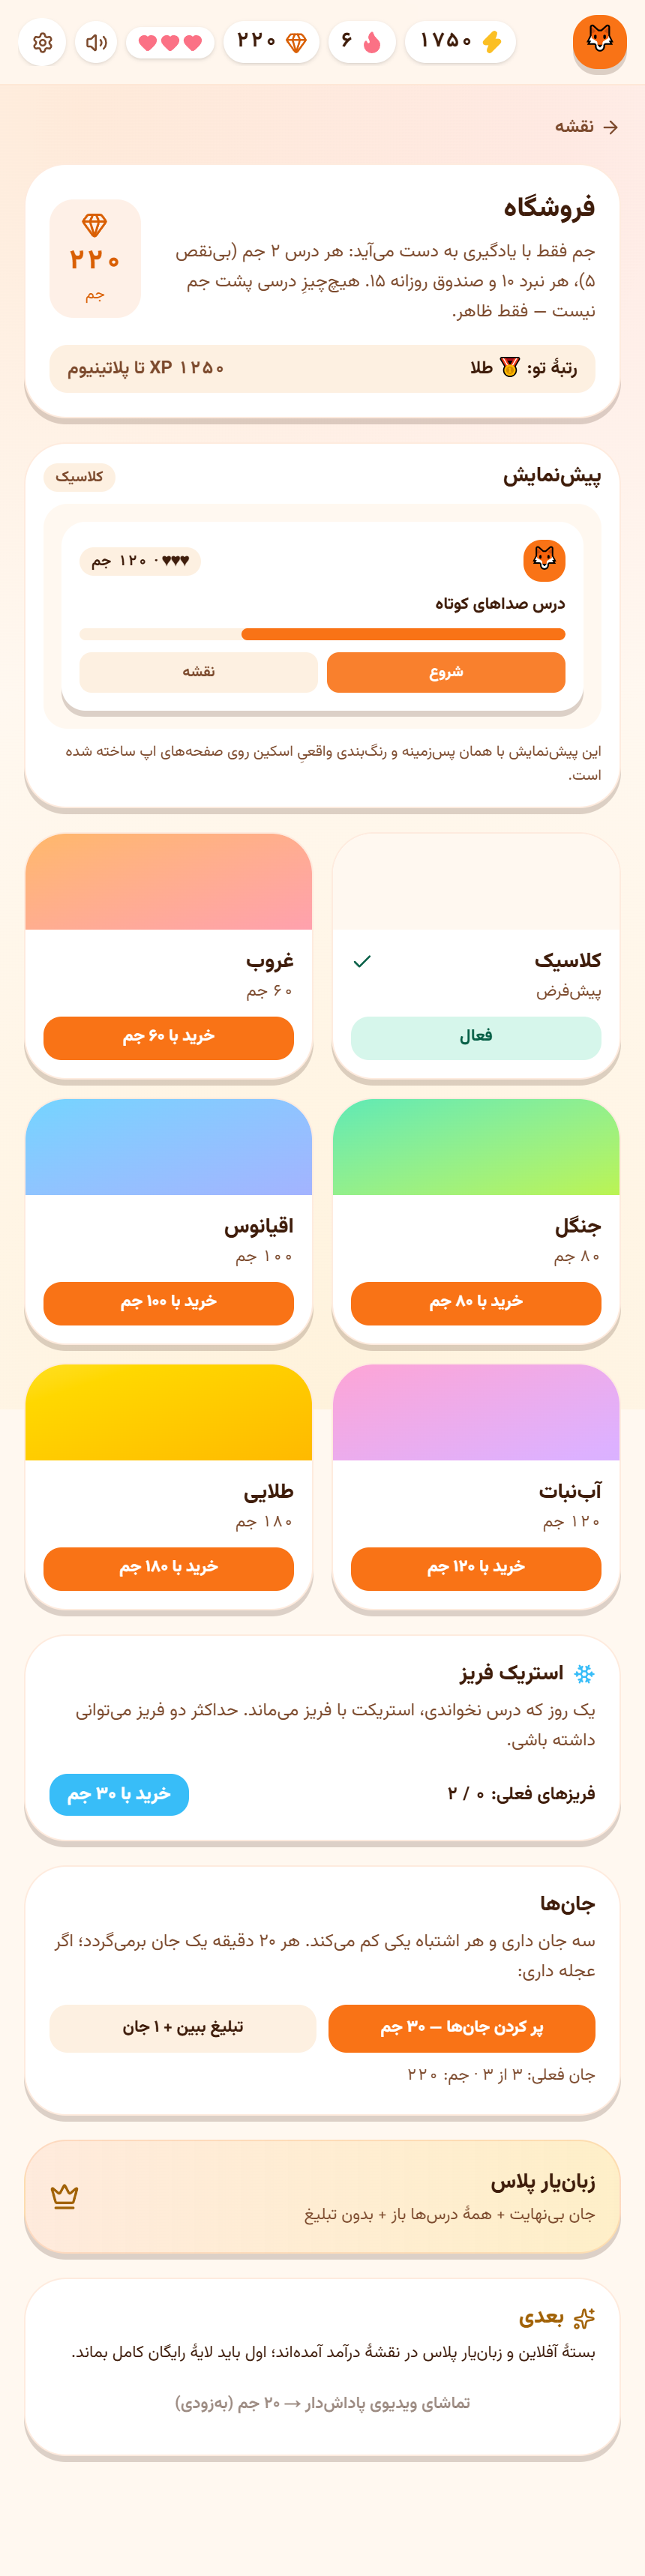 ۱۷۵۰
۶
۲۲۰
نقشه
فروشگاه
جم فقط با یادگیری به دست می‌آید: هر درس ۲ جم (بی‌نقص
۵)، هر نبرد ۱۰ و صندوق روزانه ۱۵. هیچ‌چیزِ درسی پشت جم
نیست — فقط ظاهر.
۲۲۰
جم
رتبهٔ تو: 🏅 طلا
۱۲۵۰ XP تا پلاتینیوم
پیش‌نمایش
کلاسیک
♥♥♥ · ۱۲۰ جم
درس صداهای کوتاه
شروع
نقشه
این پیش‌نمایش با همان پس‌زمینه و رنگ‌بندی واقعیِ اسکین روی صفحه‌های اپ ساخته شده
است.
کلاسیک
پیش‌فرض
فعال
غروب
۶۰ جم
خرید با ۶۰ جم
جنگل
۸۰ جم
خرید با ۸۰ جم
اقیانوس
۱۰۰ جم
خرید با ۱۰۰ جم
آب‌نبات
۱۲۰ جم
خرید با ۱۲۰ جم
طلایی
۱۸۰ جم
خرید با ۱۸۰ جم
استریک فریز
یک روز که درس نخواندی، استریکت با فریز می‌ماند. حداکثر دو فریز می‌توانی
داشته باشی.
فریزهای فعلی: ۰ / ۲
خرید با ۳۰ جم
جان‌ها
سه جان داری و هر اشتباه یکی کم می‌کند. هر ۲۰ دقیقه یک جان برمی‌گردد؛ اگر
عجله داری:
پر کردن جان‌ها — ۳۰ جم
تبلیغ ببین + ۱ جان
جان فعلی: ۳ از ۳ · جم: ۲۲۰
زبان‌یار پلاس
جان بی‌نهایت + همهٔ درس‌ها باز + بدون تبلیغ
بعدی
بستهٔ آفلاین و زبان‌یار پلاس در نقشهٔ درآمد آمده‌اند؛ اول باید لایهٔ رایگان کامل بماند.
تماشای ویدیوی پاداش‌دار → ۲۰ جم (به‌زودی)